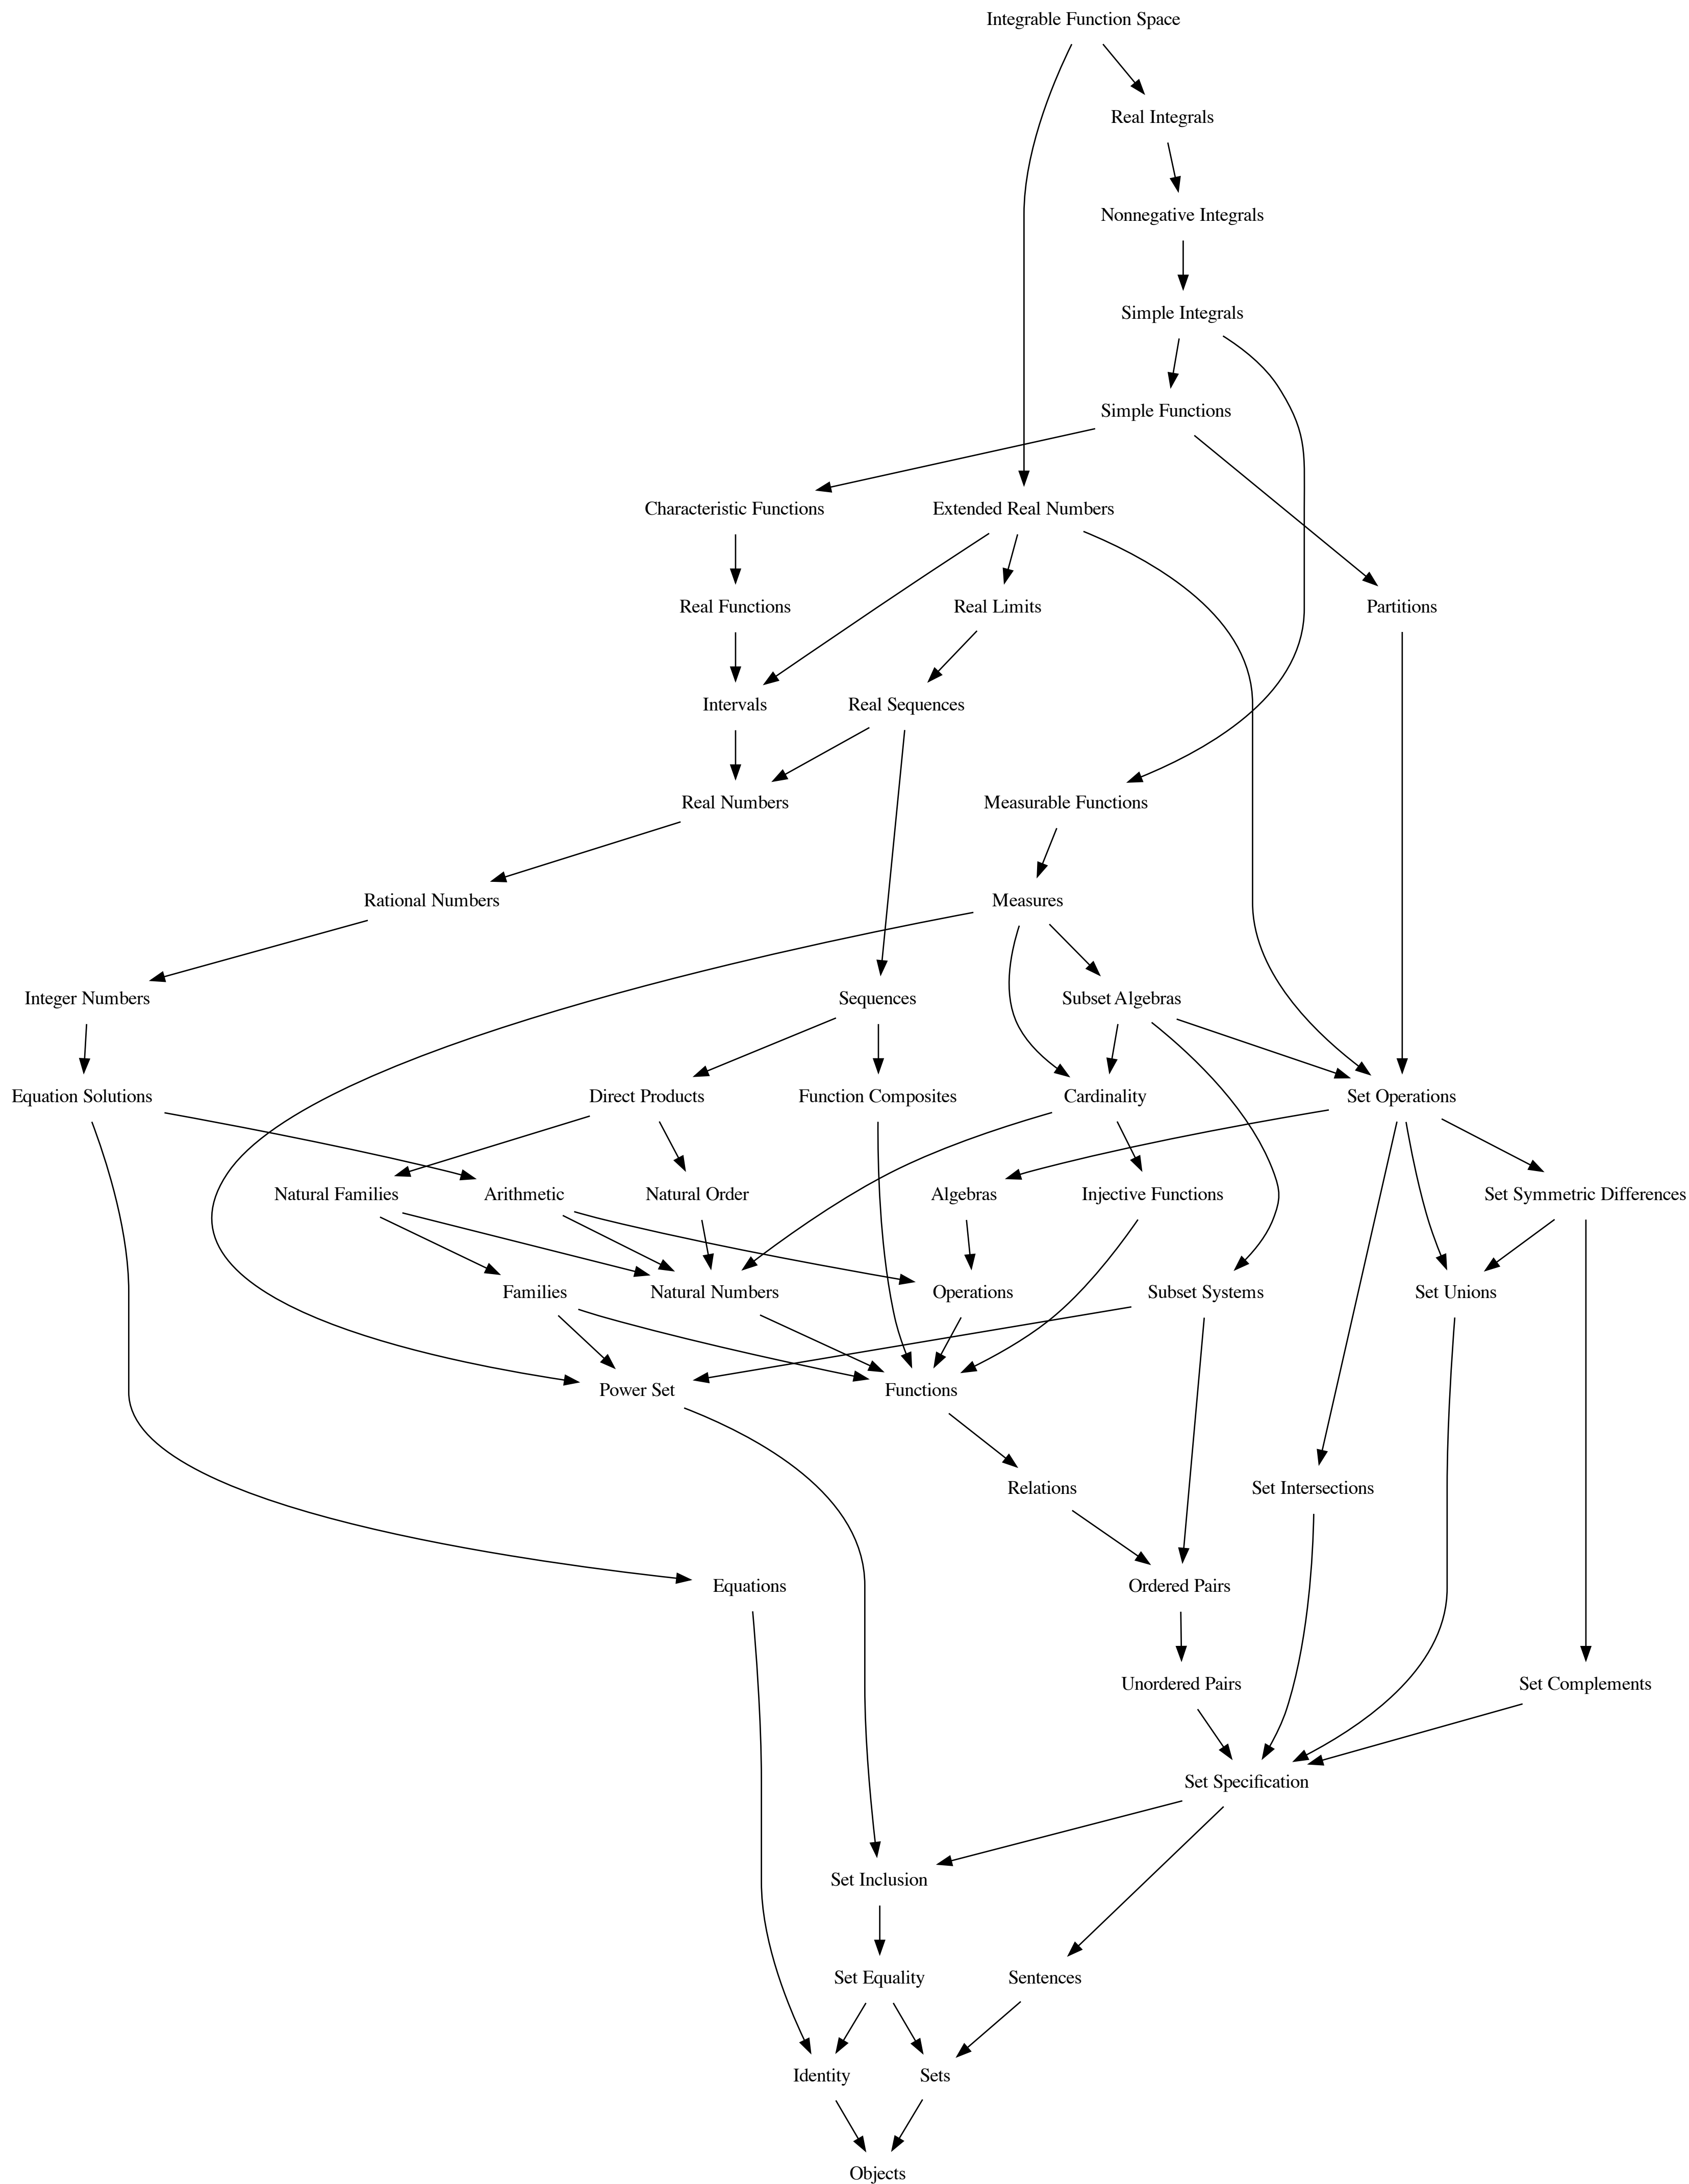 Integrable Function Space
Real Integrals
Nonnegative Integrals
Simple Integrals
Simple Functions
Characteristic Functions
Extended Real Numbers
Real Functions
Real Limits
Partitions
Intervals
Real Sequences
Real Numbers
Measurable Functions
Rational Numbers
Measures
Integer Numbers
Sequences
Subset Algebras
Equation Solutions
Direct Products
Function Composites
Cardinality
Set Operations
Natural Families
Arithmetic
Natural Order
Algebras
Injective Functions
Set Symmetric Differences
Families
Natural Numbers
Operations
Subset Systems
Set Unions
Power Set
Functions
Relations
Set Intersections
Equations
Ordered Pairs
Unordered Pairs
Set Complements
Set Specification
Set Inclusion
Set Equality
Sentences
Identity
Sets
Objects